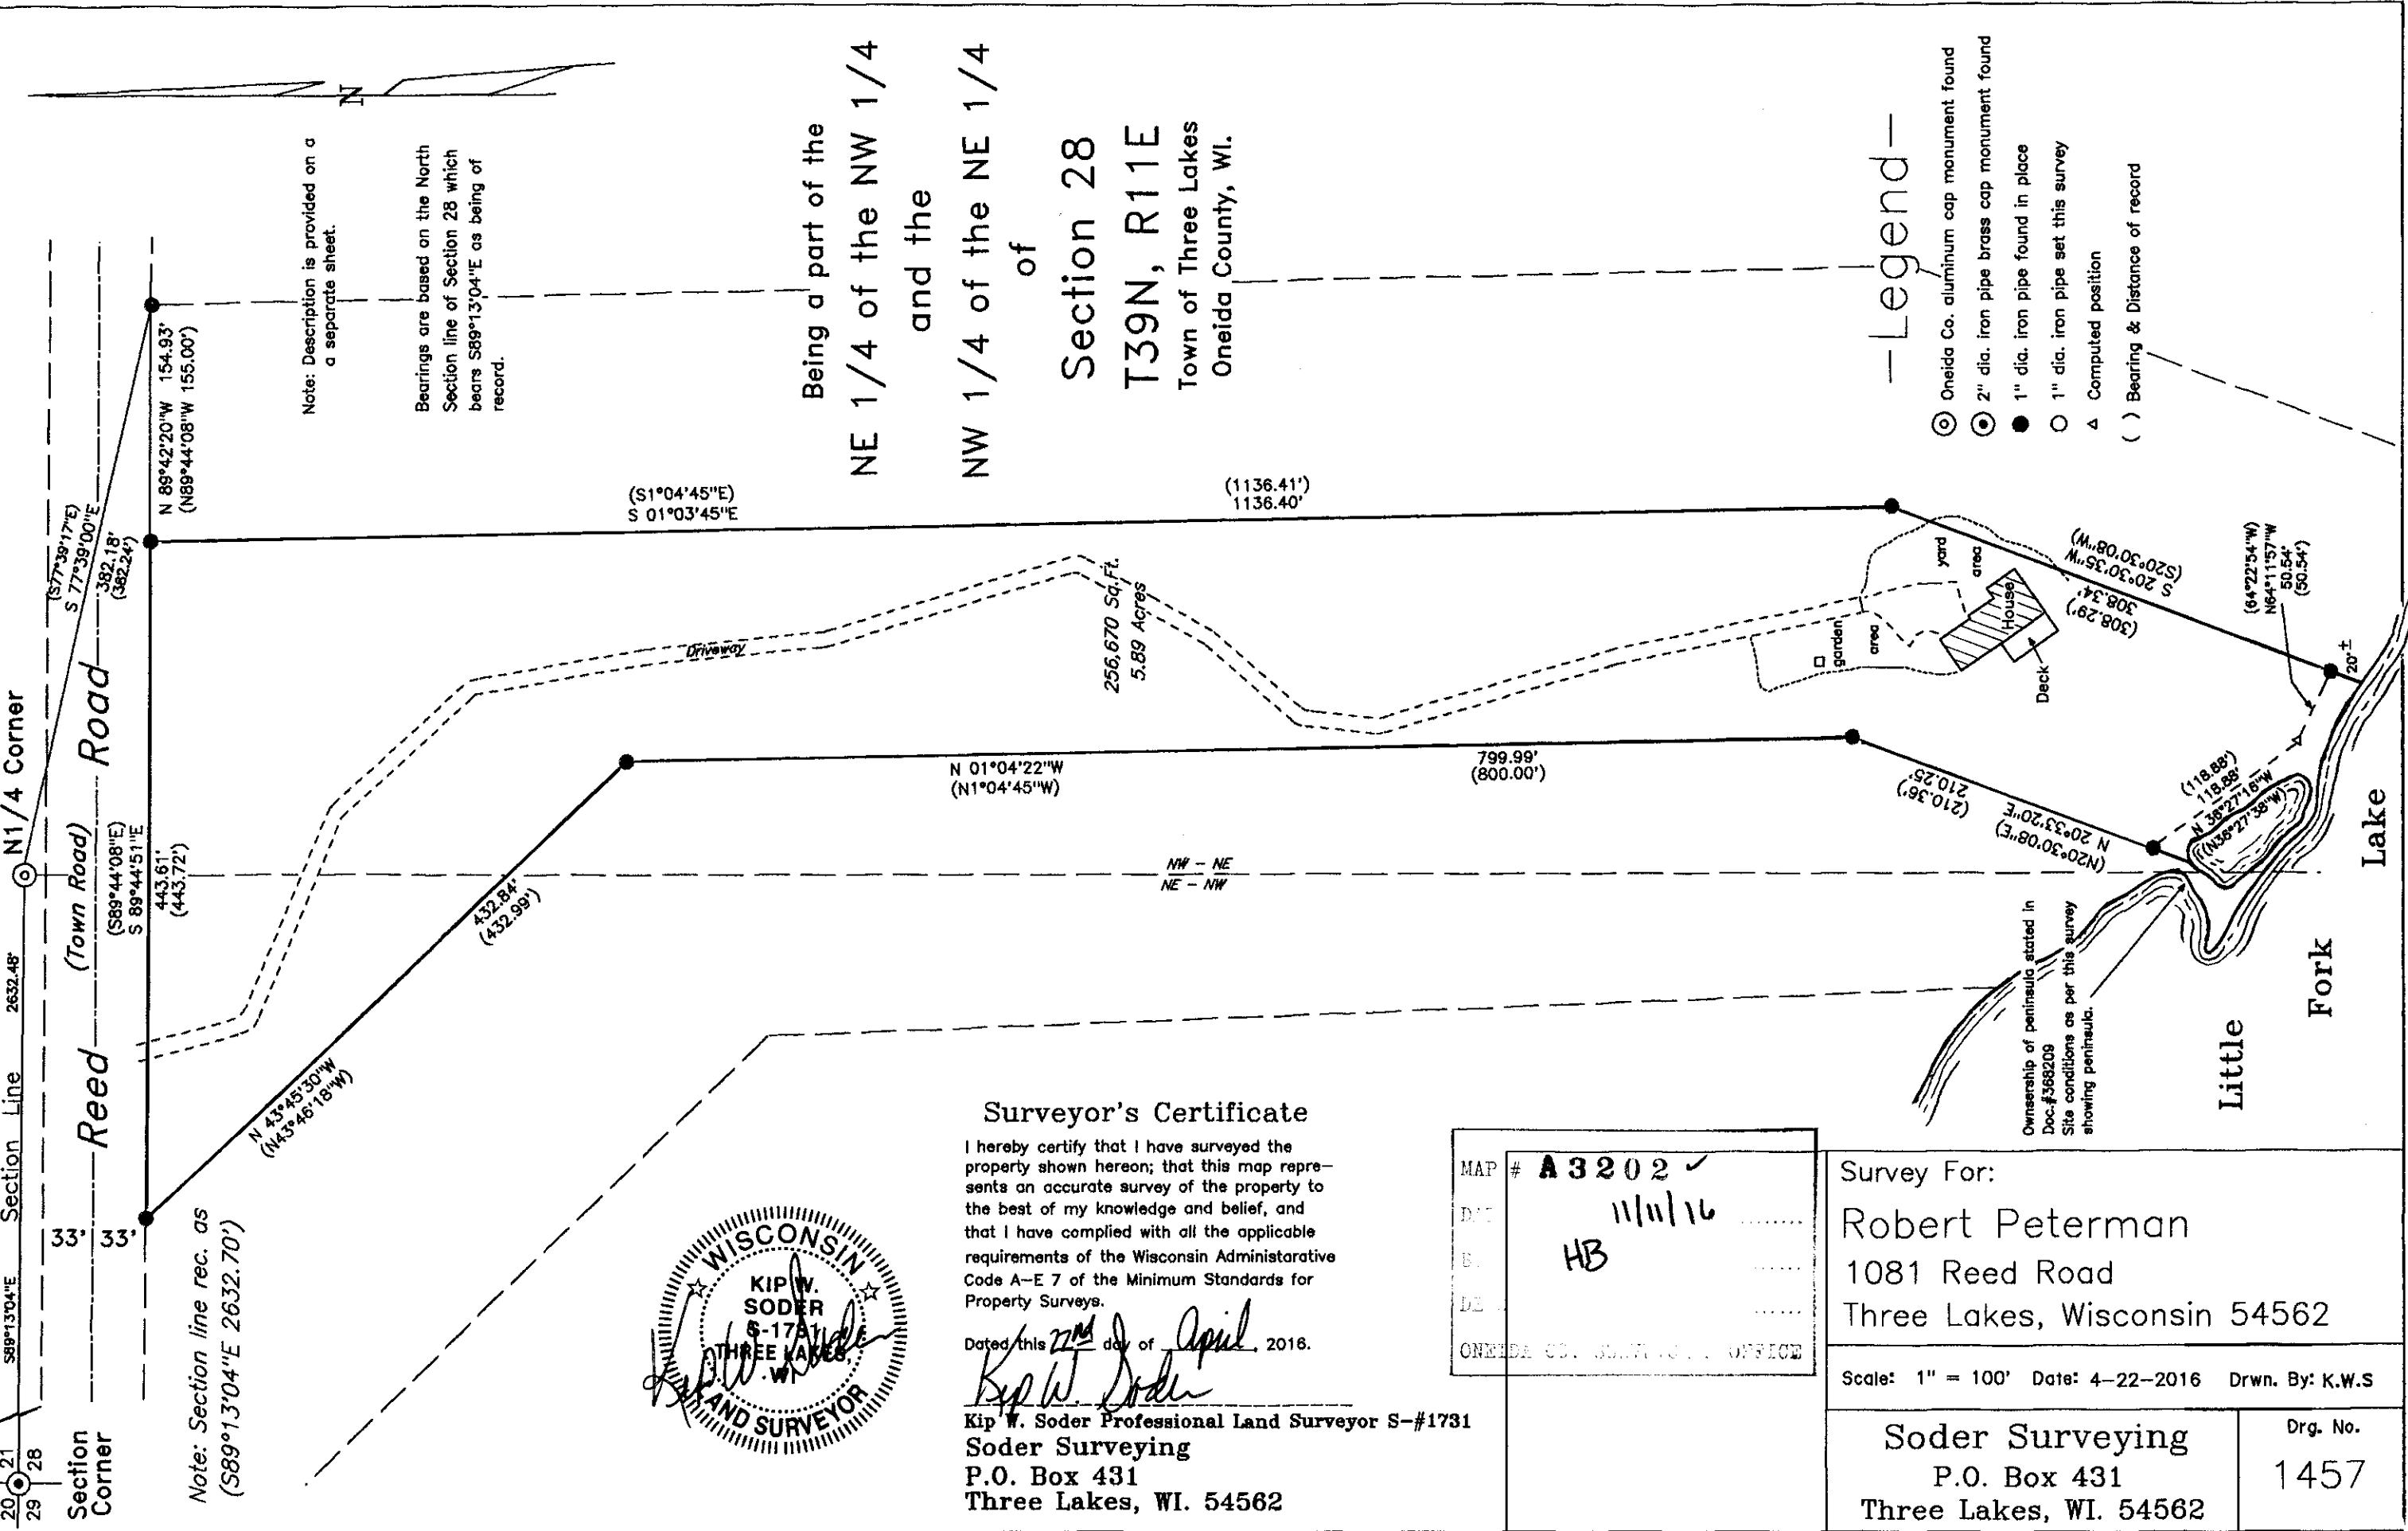 20 21
29 28
Section
Corner
S89°13'04"E
Section Line
2632.48'
N1/4 Corner
33' 33'
Reed Road
(Town Road)
Note: Section line rec. as
(S89°13'04"E 2632.70')
(S77°39'17"E)
S 77°39'00"E
382.18'
(382.24')
N 89°42'20"W 154.93'
(N89°44'08"W 155.00')
(S89°44'08"E)
S 89°44'51"E
443.61'
(443.72')
N 43°45'30"W
(N43°46'18"W)
432.84'
(432.99')
N
Note: Description is provided on a
a separate sheet.
Bearings are based on the North
Section line of Section 28 which
bears S89°13'04"E as being of
record.
Being a part of the
NE 1/4 of the NW 1/4
and the
NW 1/4 of the NE 1/4
of
Section 28
T39N, R11E
Town of Three Lakes
Oneida County, WI.
(S1°04'45"E)
S 01°03'45"E
(1136.41')
1136.40'
Driveway
256,670 Sq.Ft.
5.89 Acres
N 01°04'22"W
(N1°04'45"W)
799.99'
(800.00')
NW - NE
NE - NW
yard
area
garden
area
House
Deck
S 20°30'35"W
(S20°30'08"W)
308.34'
(308.29')
(64°22'54"W)
N64°11'57"W
50.54'
(50.54')
20'±
210.25'
(210.36')
N 20°33'20"E
(N20°30'08"E)
(118.88')
118.88'
N 36°27'16"W
(N36°27'38"W)
Little Fork Lake
Ownsership of peninsula stated in
Doc.#368209
Site conditions as per this survey
showing peninsula.
—Legend—
Oneida Co. aluminum cap monument found
2" dia. iron pipe brass cap monument found
1" dia. iron pipe found in place
1" dia. iron pipe set this survey
Computed position
( ) Bearing & Distance of record
WISCONSIN
KIP W.
SODER
S-1731
THREE LAKES,
WI
LAND SURVEYOR
Kip W. Soder
Surveyor's Certificate
I hereby certify that I have surveyed the
property shown hereon; that this map repre-
sents an accurate survey of the property to
the best of my knowledge and belief, and
that I have complied with all the applicable
requirements of the Wisconsin Administarative
Code A-E 7 of the Minimum Standards for
Property Surveys.
Dated this 22nd day of April, 2016.
Kip W. Soder
Kip W. Soder Professional Land Surveyor S-#1731
Soder Surveying
P.O. Box 431
Three Lakes, WI. 54562
MAP # A3202 ✓
11/11/16
HB
ONEIDA CO. OFFICE
Survey For:
Robert Peterman
1081 Reed Road
Three Lakes, Wisconsin 54562
Scale: 1" = 100' Date: 4-22-2016 Drwn. By: K.W.S
Soder Surveying
P.O. Box 431
Three Lakes, WI. 54562
Drg. No.
1457